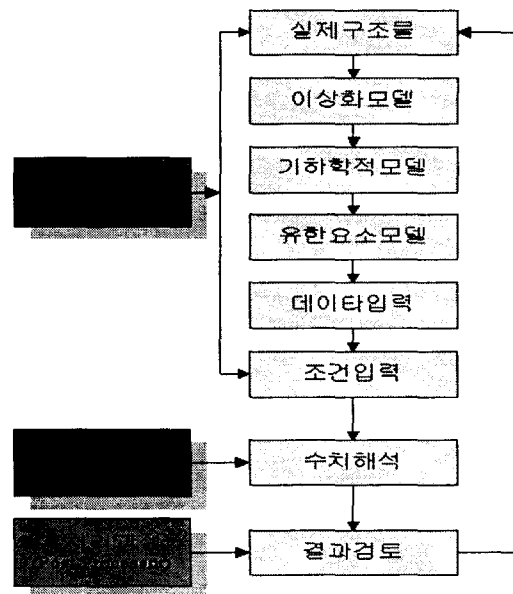 실제구조물
이상화모델
기하학적모델
유한요소모델
데이타입력
조건입력
수치해석
결과검토